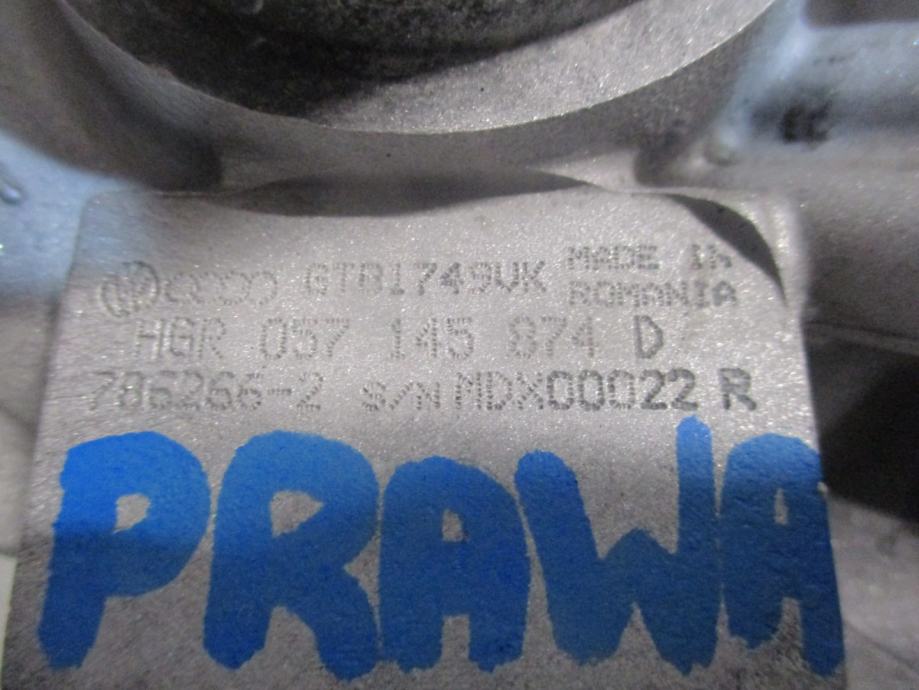 GTB1749VK MADE IN
ROMANIA
HGR 057 145 874 D
786266-2 S/N MDX00022 R
PRAWA